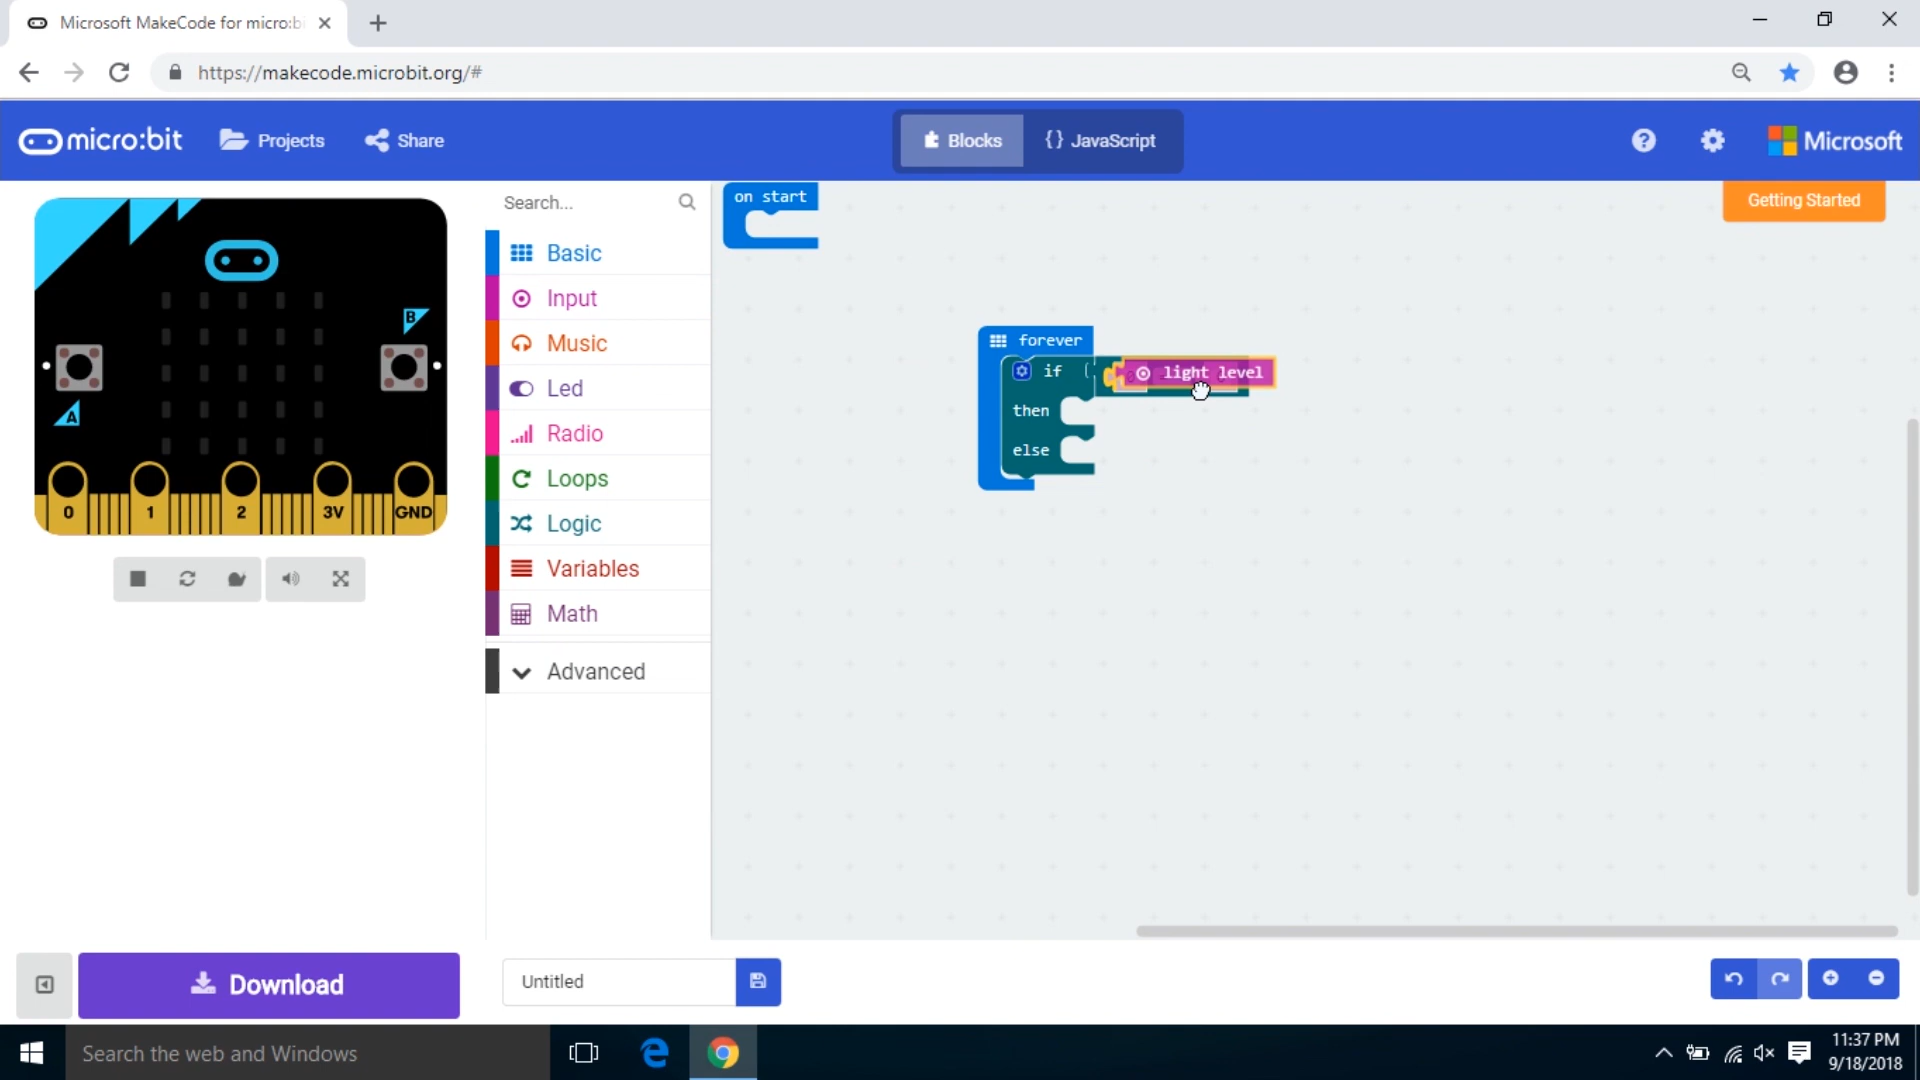 Microsoft MakeCode for micro:bi
https://makecode.microbit.org/#
micro:bit
Projects
Share
Blocks
{} JavaScript
?
Microsoft
Search...
on start
Getting Started
Basic
Input
Music
Led
Radio
Loops
Logic
Variables
Math
Advanced
B
A
0
1
2
3V
GND
forever
if
light level
then
else
Download
Untitled
Search the web and Windows
11:37 PM
9/18/2018